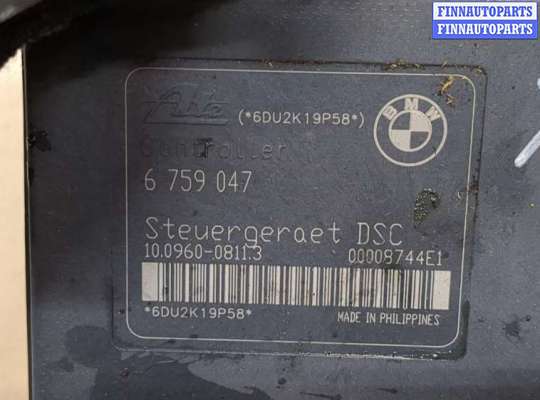 FINNAUTOPARTS
FINNAUTOPARTS
Ate (*6DU2K19P58*)
BMW
Controller
6 759 047
Steuergeraet DSC
10.0960-0811.3 00008744E1
*6DU2K19P58*
MADE IN PHILIPPINES